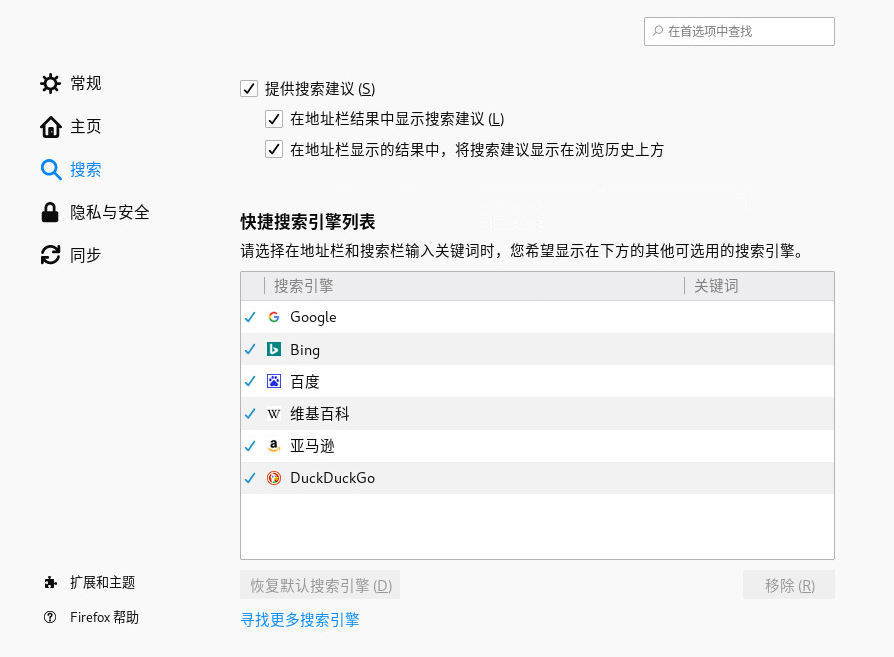 在首选项中查找
常规
主页
搜索
隐私与安全
同步
提供搜索建议 (S)
在地址栏结果中显示搜索建议 (L)
在地址栏显示的结果中，将搜索建议显示在浏览历史上方
快捷搜索引擎列表
请选择在地址栏和搜索栏输入关键词时，您希望显示在下方的其他可选用的搜索引擎。
搜索引擎 关键词
Google
Bing
百度
维基百科
亚马逊
DuckDuckGo
恢复默认搜索引擎 (D) 移除 (R)
寻找更多搜索引擎
扩展和主题
Firefox 帮助